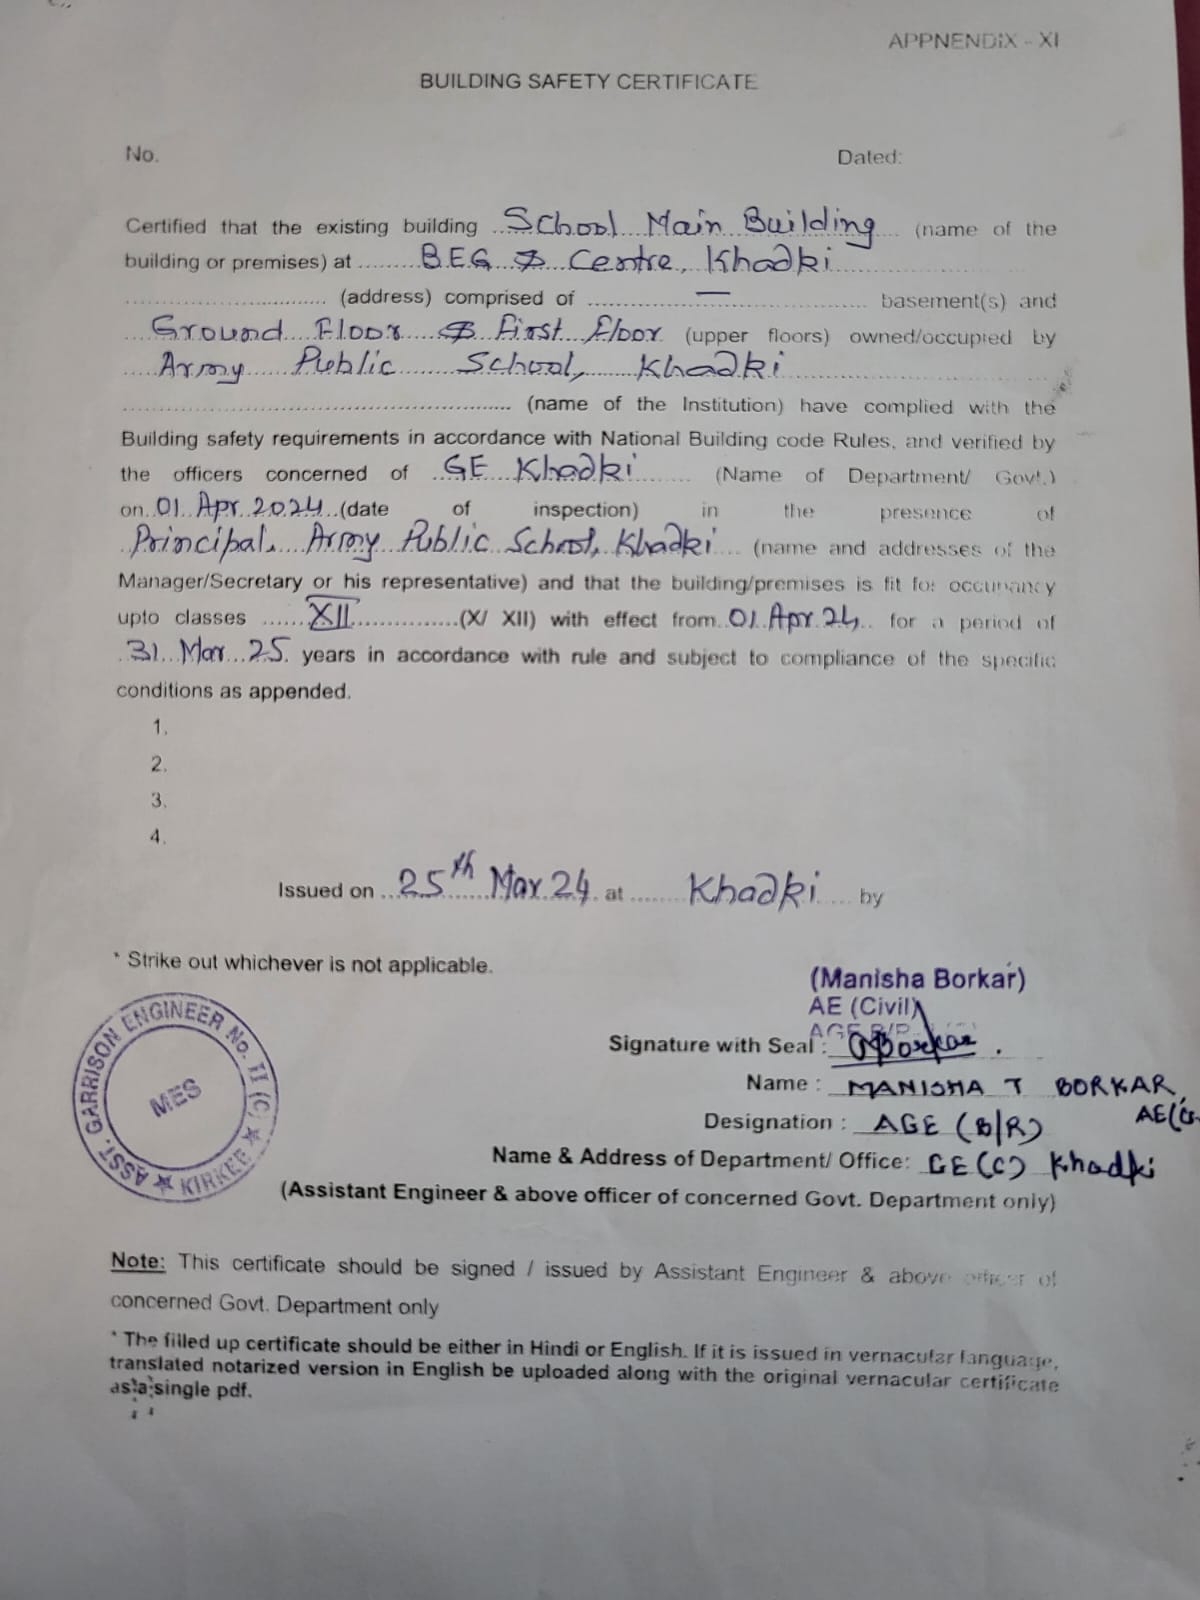 APPNENDIX - XI
BUILDING SAFETY CERTIFICATE
No. Dated:
Certified that the existing building ..School Main Building... (name of the
building or premises) at .........BEG & Centre, Khadki................
............................. (address) comprised of ............—............. basement(s) and
..Ground Floor & First Floor (upper floors) owned/occupied by
.....Army Public School, Khadki................
....................................................... (name of the Institution) have complied with the
Building safety requirements in accordance with National Building code Rules, and verified by
the officers concerned of ...GE Khadki....... (Name of Department/ Govt.)
on..01 Apr 2024..(date of inspection) in the presence of
.Principal, Army Public School, Khadki.... (name and addresses of the
Manager/Secretary or his representative) and that the building/premises is fit for occupancy
upto classes ......XII..............(X/ XII) with effect from..01 Apr 24.. for a period of
.31 Mar 25. years in accordance with rule and subject to compliance of the specific
conditions as appended.
1.
2.
3.
4.
Issued on ..25th Mar 24. at ........Khadki.... by
* Strike out whichever is not applicable.
(Manisha Borkar)
AE (Civil)
AGE B/R
Signature with Seal : Borkar.
Name : MANISHA T BORKAR,
Designation : AGE (B/R)
Name & Address of Department/ Office: GE (C) Khadki
(Assistant Engineer & above officer of concerned Govt. Department only)
ASST. GARRISON ENGINEER No. II (C) ★ KIRKEE ★
MES
Note: This certificate should be signed / issued by Assistant Engineer & above officer of
concerned Govt. Department only
* The filled up certificate should be either in Hindi or English. If it is issued in vernacular language,
translated notarized version in English be uploaded along with the original vernacular certificate
as a single pdf.